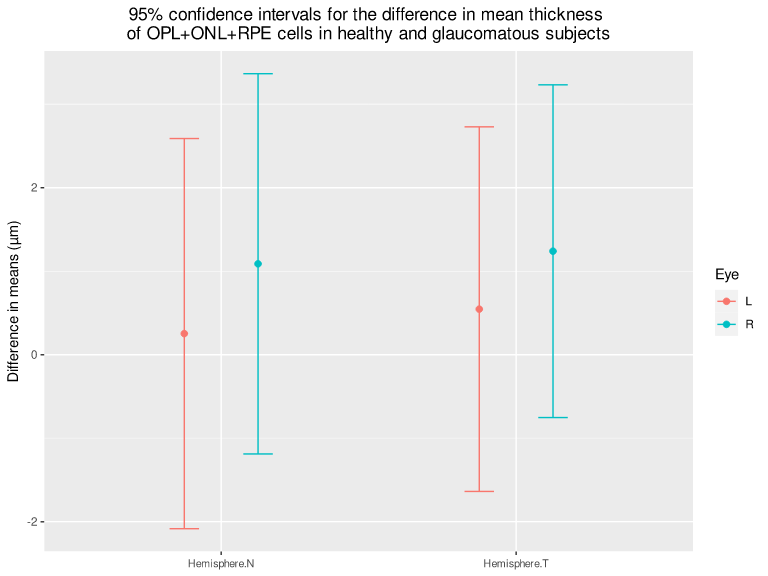 95% confidence intervals for the difference in mean thickness
of OPL+ONL+RPE cells in healthy and glaucomatous subjects
Difference in means (μm)
2
0
-2
Hemisphere.N
Hemisphere.T
Eye
L
R